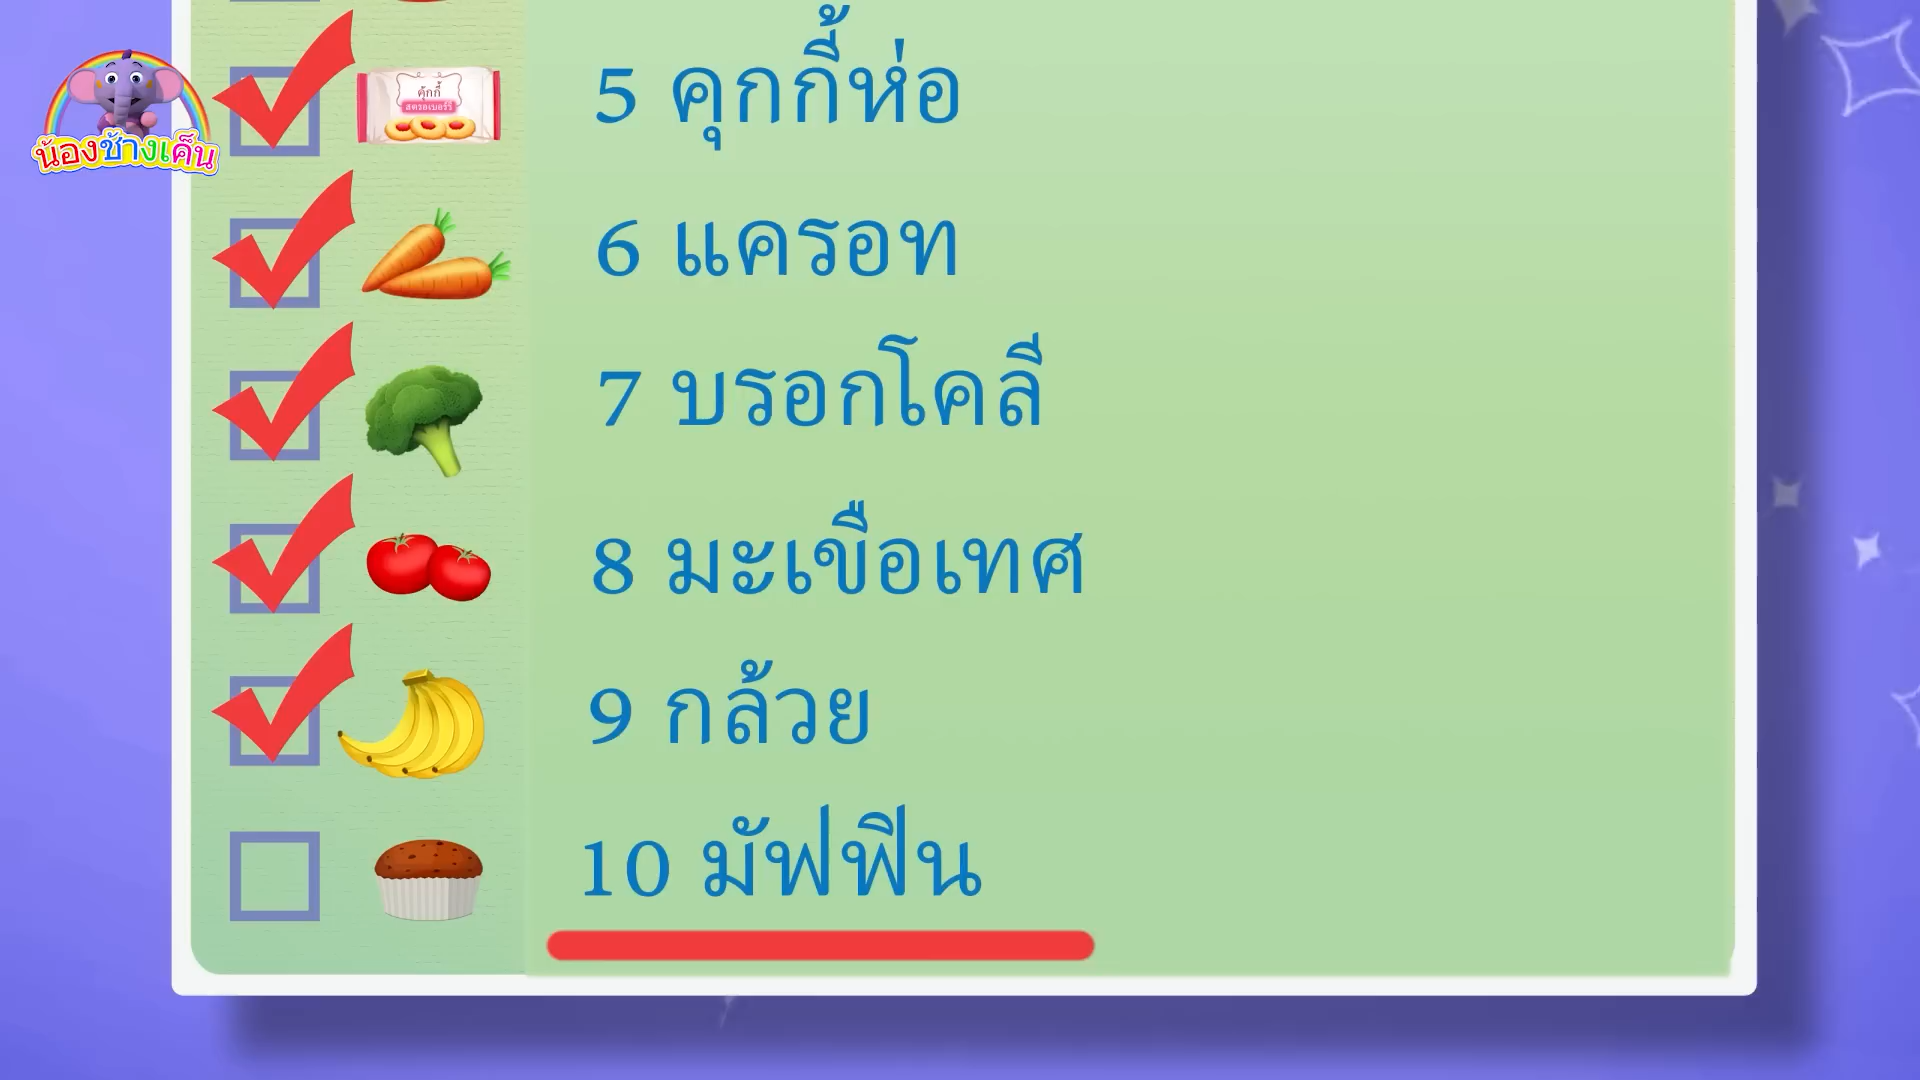 น้องช้างเค็น
คุ้กกี้
สตรอเบอร์รี่
5 คุกกี้ห่อ
6 แครอท
7 บรอกโคลี่
8 มะเขือเทศ
9 กล้วย
10 มัฟฟีน